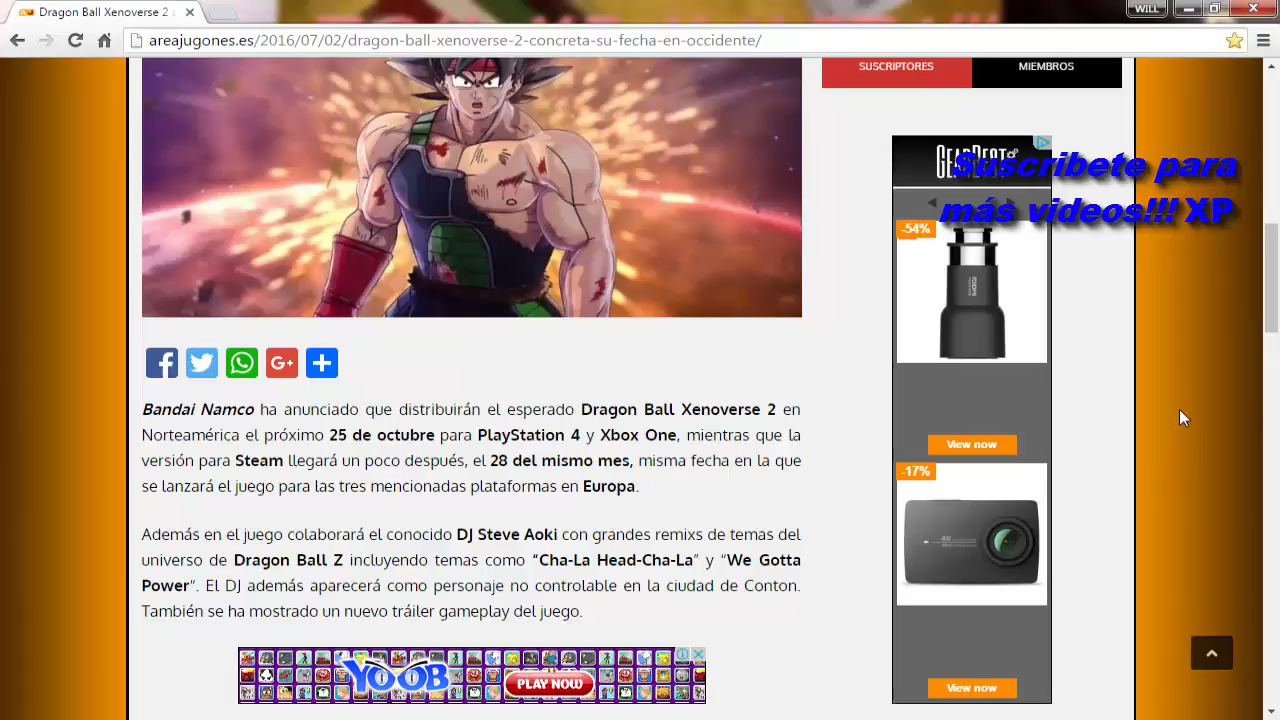 Dragon Ball Xenoverse 2
WILL
areajugones.es/2016/07/02/dragon-ball-xenoverse-2-concreta-su-fecha-en-occidente/
SUSCRIPTORES
MIEMBROS
GEARBEST
Suscribete para
más videos!!! XP
-54%
View now
-17%
4K
View now
Bandai Namco ha anunciado que distribuirán el esperado Dragon Ball Xenoverse 2 en
Norteamérica el próximo 25 de octubre para PlayStation 4 y Xbox One, mientras que la
versión para Steam llegará un poco después, el 28 del mismo mes, misma fecha en la que
se lanzará el juego para las tres mencionadas plataformas en Europa.
Además en el juego colaborará el conocido DJ Steve Aoki con grandes remixs de temas del
universo de Dragon Ball Z incluyendo temas como “Cha-La Head-Cha-La” y “We Gotta
Power”. El DJ además aparecerá como personaje no controlable en la ciudad de Conton.
También se ha mostrado un nuevo tráiler gameplay del juego.
YOOB
PLAY NOW